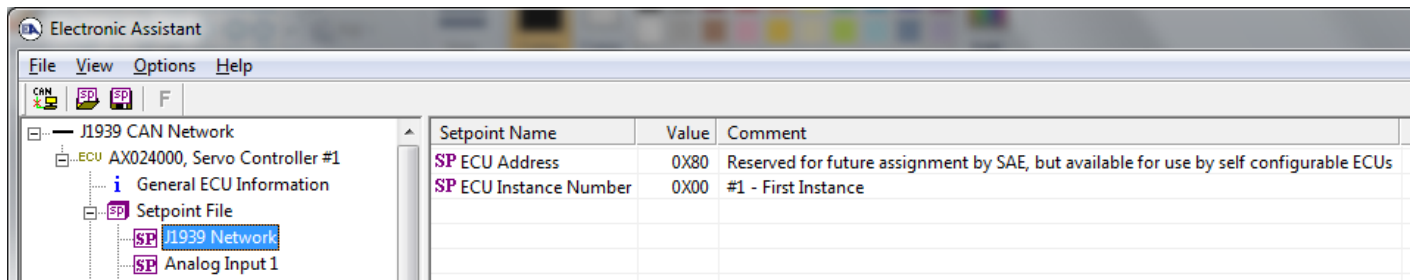 Electronic Assistant
File View Options Help
CAN SP SP F
J1939 CAN Network
ECU AX024000, Servo Controller #1
i General ECU Information
SP Setpoint File
SP J1939 Network
SP Analog Input 1
Setpoint Name Value Comment
SP ECU Address 0X80 Reserved for future assignment by SAE, but available for use by self configurable ECUs
SP ECU Instance Number 0X00 #1 - First Instance